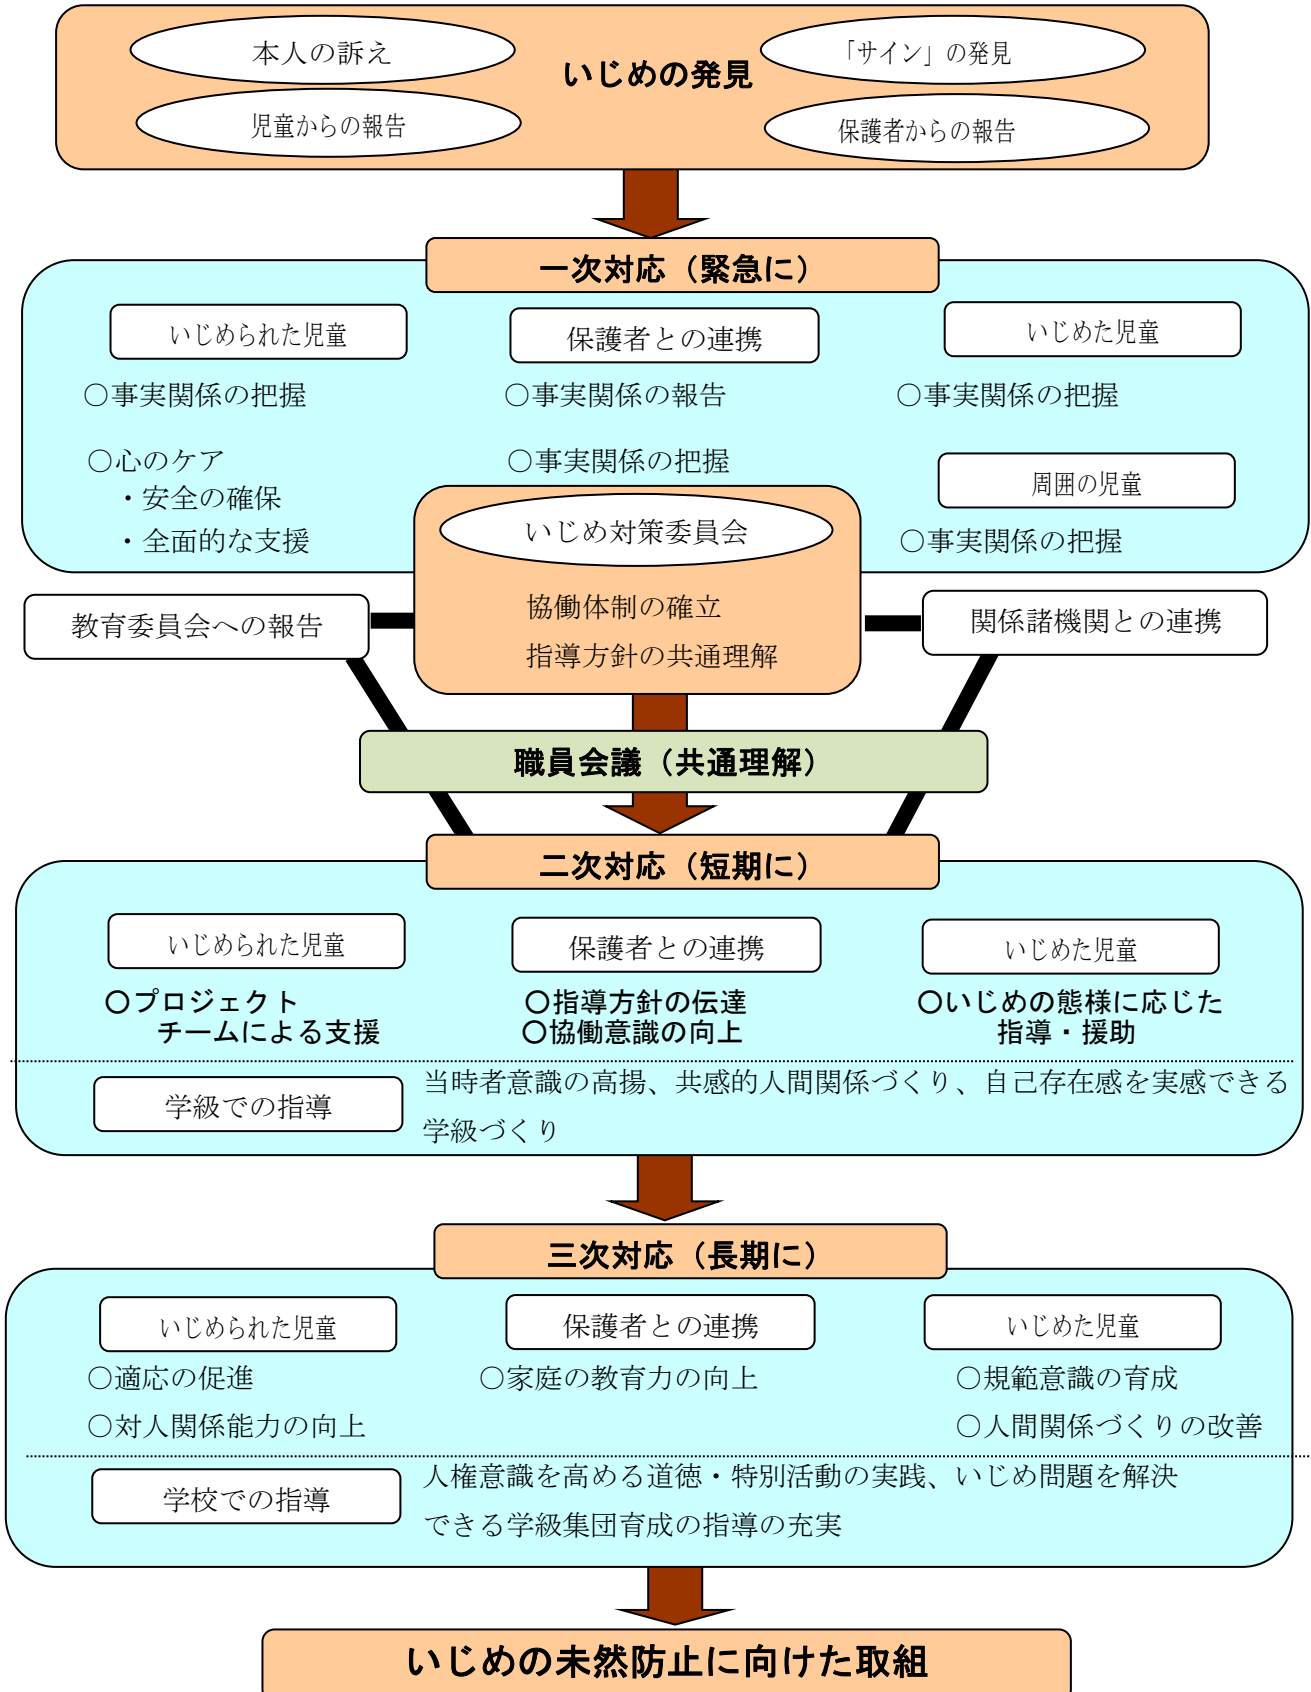 本人の訴え
「サイン」の発見
いじめの発見
児童からの報告
保護者からの報告
一次対応（緊急に）
いじめられた児童
保護者との連携
いじめた児童
○事実関係の把握
○事実関係の報告
○事実関係の把握
○心のケア
○事実関係の把握
周囲の児童
・安全の確保
・全面的な支援
○事実関係の把握
いじめ対策委員会
協働体制の確立
指導方針の共通理解
教育委員会への報告
関係諸機関との連携
職員会議（共通理解）
二次対応（短期に）
いじめられた児童
保護者との連携
いじめた児童
○プロジェクト
チームによる支援
○指導方針の伝達
○協働意識の向上
○いじめの態様に応じた
指導・援助
学級での指導
当時者意識の高揚、共感的人間関係づくり、自己存在感を実感できる
学級づくり
三次対応（長期に）
いじめられた児童
保護者との連携
いじめた児童
○適応の促進
○家庭の教育力の向上
○規範意識の育成
○対人関係能力の向上
○人間関係づくりの改善
学校での指導
人権意識を高める道徳・特別活動の実践、いじめ問題を解決
できる学級集団育成の指導の充実
いじめの未然防止に向けた取組